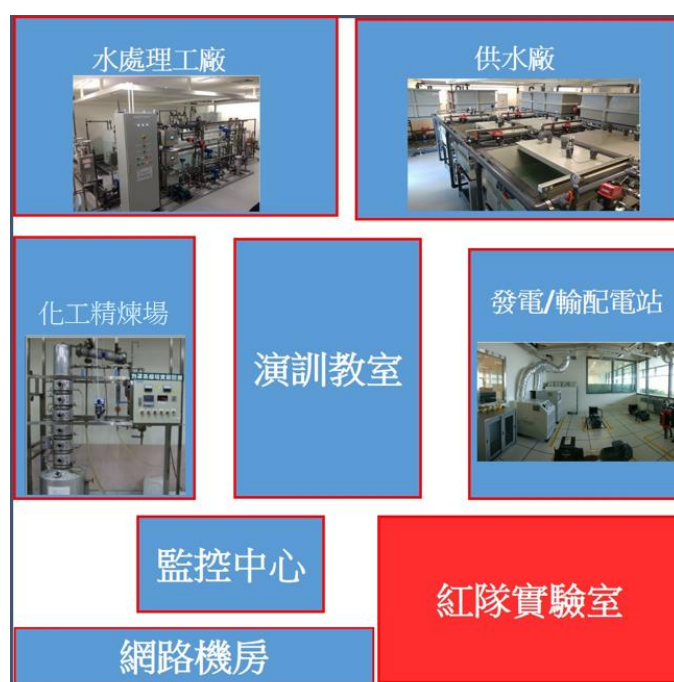 水處理工廠
供水廠
化工精煉場
演訓教室
發電/輸配電站
監控中心
紅隊實驗室
網路機房